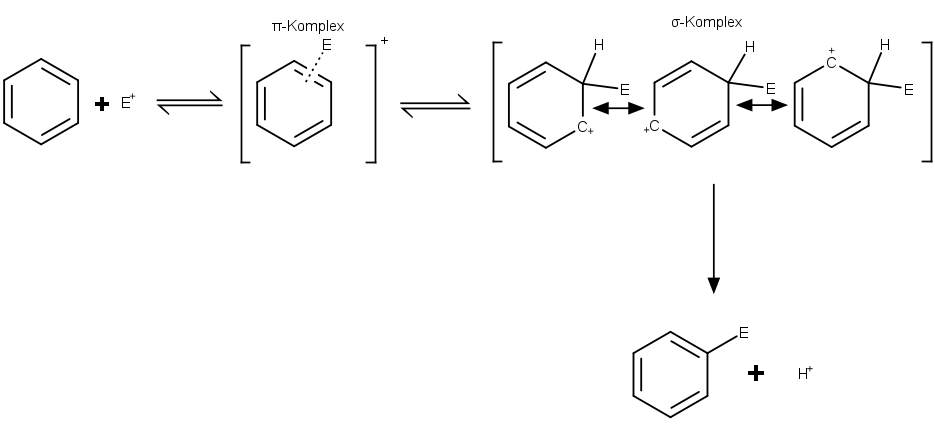 π-Komplex
σ-Komplex
E
+
H
E
H
E
+
C
H
E
+ E+
C+
+C
E
+ H+